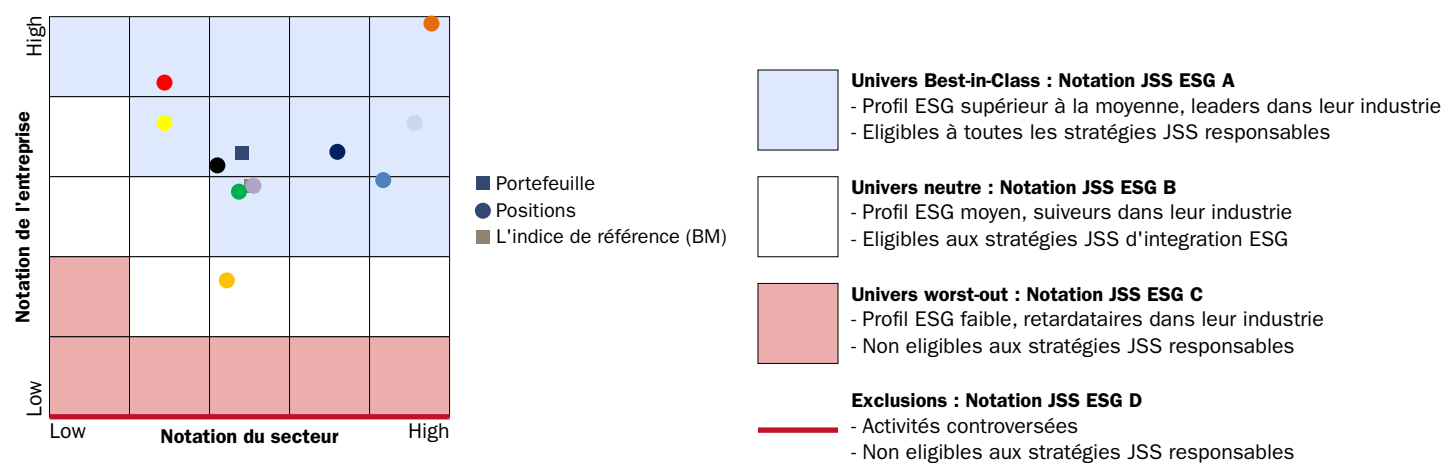 High
Notation de l'entreprise
Low
Low
Notation du secteur
High
Portefeuille
Positions
L'indice de référence (BM)
Univers Best-in-Class : Notation JSS ESG A
- Profil ESG supérieur à la moyenne, leaders dans leur industrie
- Eligibles à toutes les stratégies JSS responsables
Univers neutre : Notation JSS ESG B
- Profil ESG moyen, suiveurs dans leur industrie
- Eligibles aux stratégies JSS d'integration ESG
Univers worst-out : Notation JSS ESG C
- Profil ESG faible, retardataires dans leur industrie
- Non eligibles aux stratégies JSS responsables
Exclusions : Notation JSS ESG D
- Activités controversées
- Non eligibles aux stratégies JSS responsables